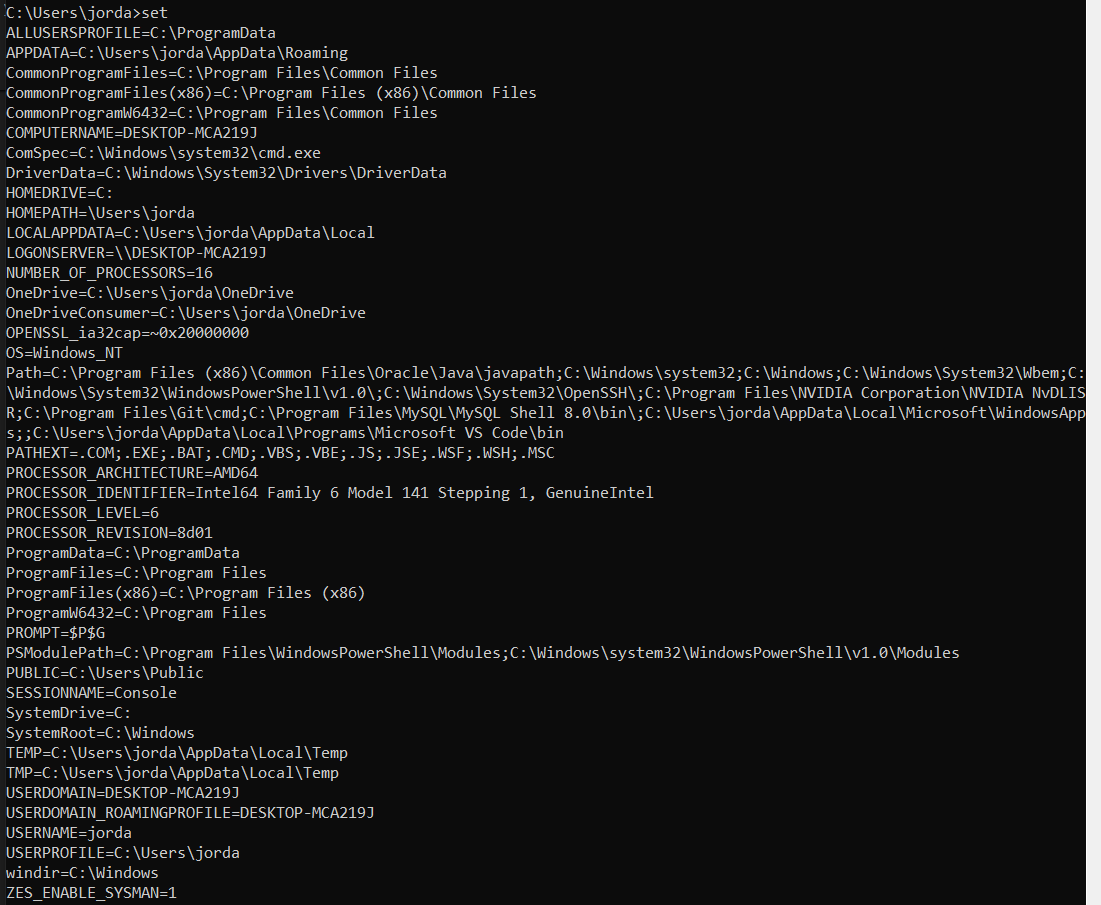 C:\Users\jorda>set
ALLUSERSPROFILE=C:\ProgramData
APPDATA=C:\Users\jorda\AppData\Roaming
CommonProgramFiles=C:\Program Files\Common Files
CommonProgramFiles(x86)=C:\Program Files (x86)\Common Files
CommonProgramW6432=C:\Program Files\Common Files
COMPUTERNAME=DESKTOP-MCA219J
ComSpec=C:\Windows\system32\cmd.exe
DriverData=C:\Windows\System32\Drivers\DriverData
HOMEDRIVE=C:
HOMEPATH=\Users\jorda
LOCALAPPDATA=C:\Users\jorda\AppData\Local
LOGONSERVER=\\DESKTOP-MCA219J
NUMBER_OF_PROCESSORS=16
OneDrive=C:\Users\jorda\OneDrive
OneDriveConsumer=C:\Users\jorda\OneDrive
OPENSSL_ia32cap=~0x20000000
OS=Windows_NT
Path=C:\Program Files (x86)\Common Files\Oracle\Java\javapath;C:\Windows\system32;C:\Windows;C:\Windows\System32\Wbem;C:
\Windows\System32\WindowsPowerShell\v1.0\;C:\Windows\System32\OpenSSH\;C:\Program Files\NVIDIA Corporation\NVIDIA NvDLIS
R;C:\Program Files\Git\cmd;C:\Program Files\MySQL\MySQL Shell 8.0\bin\;C:\Users\jorda\AppData\Local\Microsoft\WindowsApp
s;;C:\Users\jorda\AppData\Local\Programs\Microsoft VS Code\bin
PATHEXT=.COM;.EXE;.BAT;.CMD;.VBS;.VBE;.JS;.JSE;.WSF;.WSH;.MSC
PROCESSOR_ARCHITECTURE=AMD64
PROCESSOR_IDENTIFIER=Intel64 Family 6 Model 141 Stepping 1, GenuineIntel
PROCESSOR_LEVEL=6
PROCESSOR_REVISION=8d01
ProgramData=C:\ProgramData
ProgramFiles=C:\Program Files
ProgramFiles(x86)=C:\Program Files (x86)
ProgramW6432=C:\Program Files
PROMPT=$P$G
PSModulePath=C:\Program Files\WindowsPowerShell\Modules;C:\Windows\system32\WindowsPowerShell\v1.0\Modules
PUBLIC=C:\Users\Public
SESSIONNAME=Console
SystemDrive=C:
SystemRoot=C:\Windows
TEMP=C:\Users\jorda\AppData\Local\Temp
TMP=C:\Users\jorda\AppData\Local\Temp
USERDOMAIN=DESKTOP-MCA219J
USERDOMAIN_ROAMINGPROFILE=DESKTOP-MCA219J
USERNAME=jorda
USERPROFILE=C:\Users\jorda
windir=C:\Windows
ZES_ENABLE_SYSMAN=1